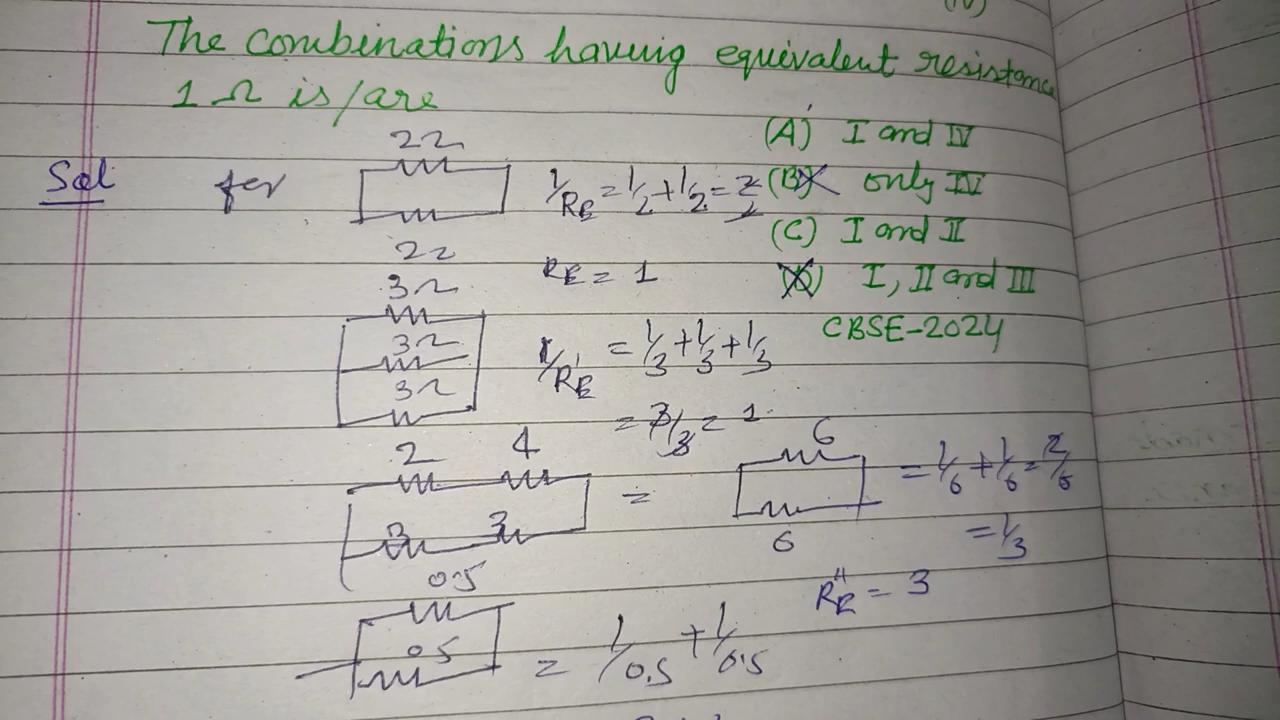 (IV)
The combinations having equivalent resistance
1 Ω is/are
(A) I and IV
Sol for 2Ω 1/RE = 1/2 + 1/2 = 2/2 (B) only IV
2Ω (C) I and II
RE = 1
3Ω (D) I, II and III
3Ω 1/R'E = 1/3 + 1/3 + 1/3 CBSE-2024
3Ω
= 3/3 = 1
2 4 = 6 = 1/6 + 1/6 = 2/6
3 3 6 = 1/3
R"E = 3
0.5
0.5 = 1/0.5 + 1/0.5